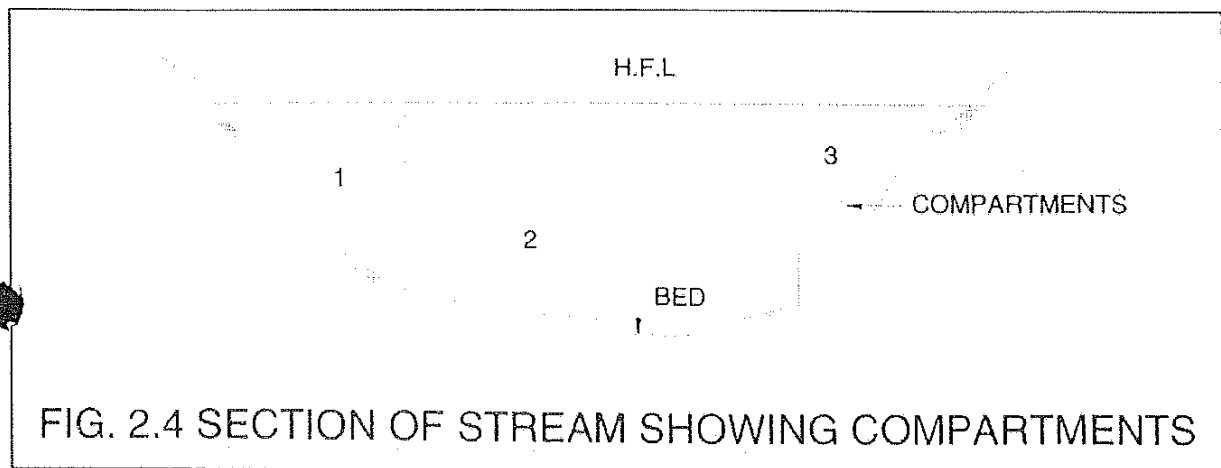 H.F.L
1
3
COMPARTMENTS
2
BED
FIG. 2.4 SECTION OF STREAM SHOWING COMPARTMENTS